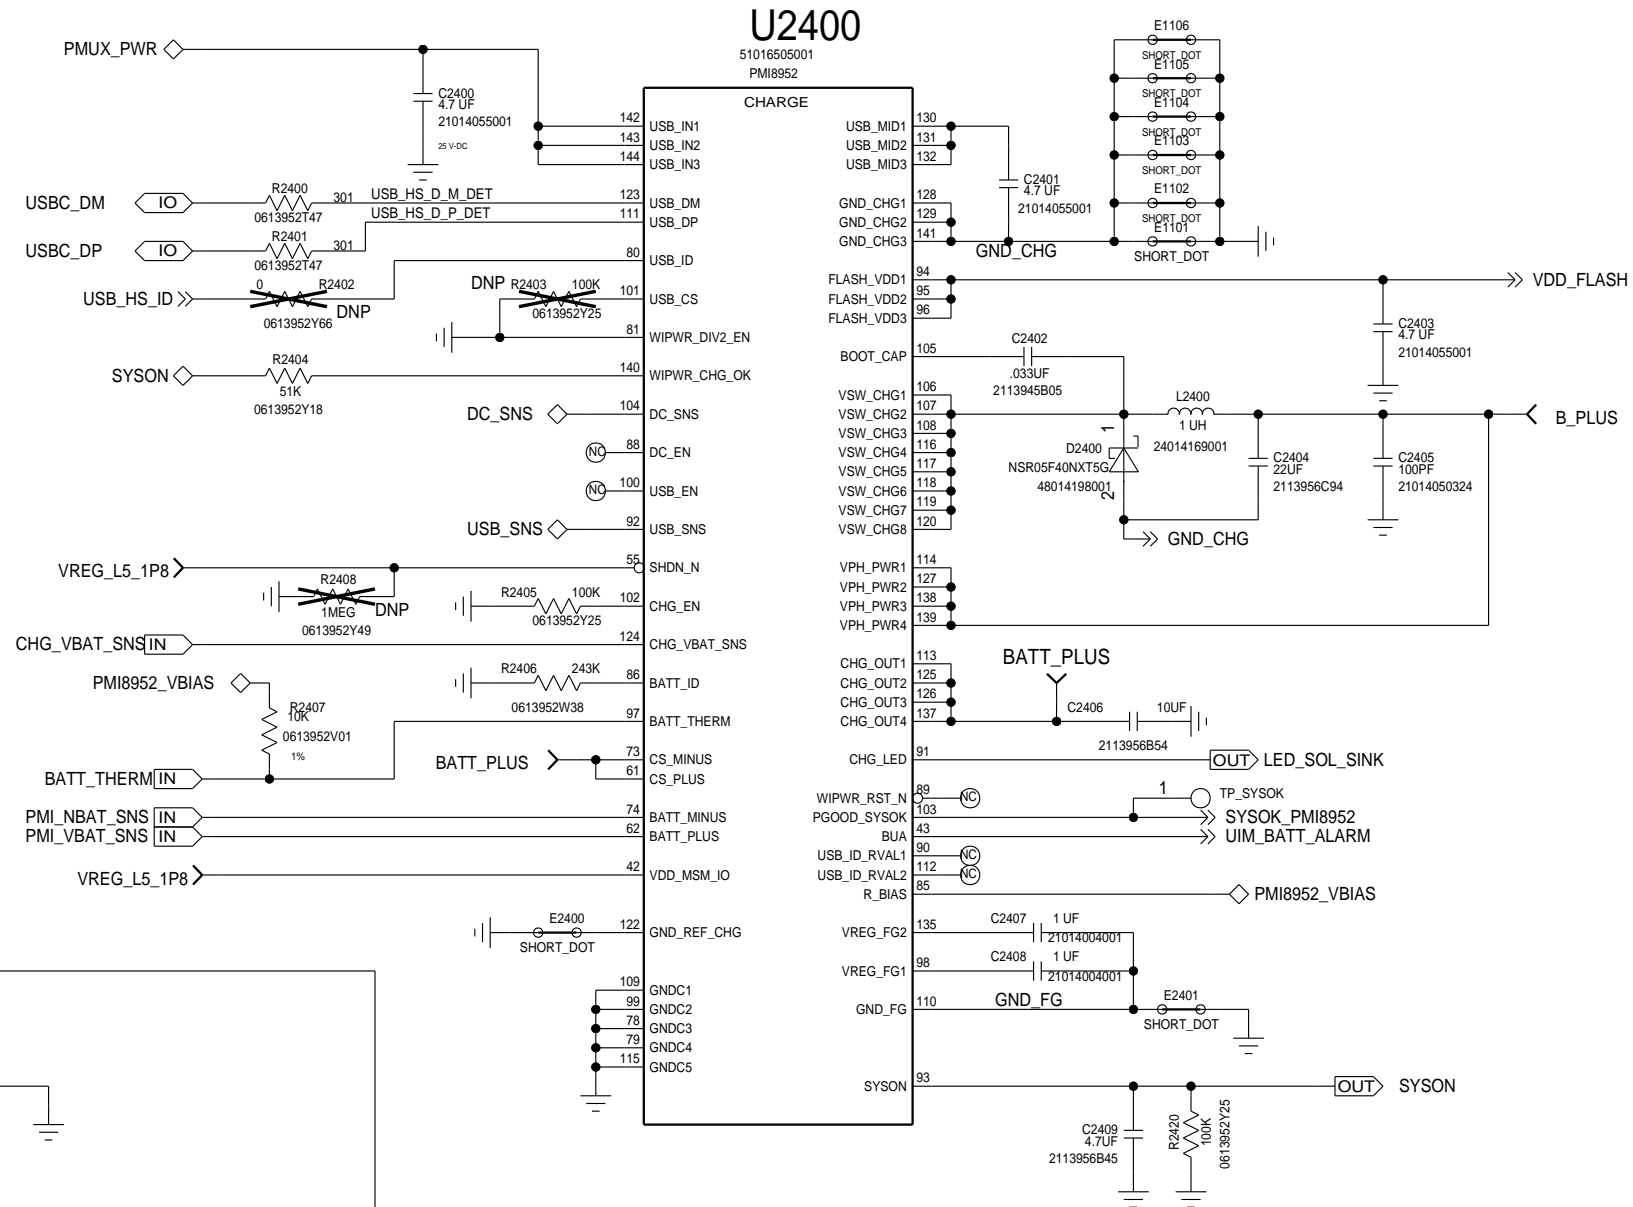 U2400
51016505001
PMI8952
CHARGE
PMUX_PWR
C2400
4.7 UF
21014055001
25 V-DC
142 USB_IN1
143 USB_IN2
144 USB_IN3
USBC_DM IO
R2400
301
0613952T47
USB_HS_D_M_DET
123 USB_DM
USB_HS_D_P_DET
111 USB_DP
USBC_DP IO
R2401
301
0613952T47
80 USB_ID
USB_HS_ID
0 R2402
DNP
0613952Y66
DNP R2403 100K
0613952Y25
101 USB_CS
81 WIPWR_DIV2_EN
SYSON
R2404
51K
0613952Y18
140 WIPWR_CHG_OK
DC_SNS
104 DC_SNS
NC 88 DC_EN
NC 100 USB_EN
USB_SNS
92 USB_SNS
VREG_L5_1P8
55 SHDN_N
R2408
1MEG
DNP
0613952Y49
R2405 100K
0613952Y25
102 CHG_EN
CHG_VBAT_SNS IN
124 CHG_VBAT_SNS
PMI8952_VBIAS
R2406 243K
0613952W38
86 BATT_ID
R2407
10K
0613952V01
1%
97 BATT_THERM
BATT_PLUS
73 CS_MINUS
61 CS_PLUS
BATT_THERM IN
PMI_NBAT_SNS IN
74 BATT_MINUS
PMI_VBAT_SNS IN
62 BATT_PLUS
VREG_L5_1P8
42 VDD_MSM_IO
E2400
SHORT_DOT
122 GND_REF_CHG
109 GNDC1
99 GNDC2
78 GNDC3
79 GNDC4
115 GNDC5
USB_MID1 130
USB_MID2 131
USB_MID3 132
C2401
4.7 UF
21014055001
GND_CHG1 128
GND_CHG2 129
GND_CHG3 141
GND_CHG
E1106
SHORT_DOT
E1105
SHORT_DOT
E1104
SHORT_DOT
E1103
SHORT_DOT
E1102
SHORT_DOT
E1101
SHORT_DOT
FLASH_VDD1 94
FLASH_VDD2 95
FLASH_VDD3 96
VDD_FLASH
C2403
4.7 UF
21014055001
BOOT_CAP 105
C2402
.033UF
2113945B05
VSW_CHG1 106
VSW_CHG2 107
VSW_CHG3 108
VSW_CHG4 116
VSW_CHG5 117
VSW_CHG6 118
VSW_CHG7 119
VSW_CHG8 120
L2400
1 UH
24014169001
B_PLUS
1
D2400
NSR05F40NXT5G
48014198001
2
C2404
22UF
2113956C94
C2405
100PF
21014050324
GND_CHG
VPH_PWR1 114
VPH_PWR2 127
VPH_PWR3 138
VPH_PWR4 139
BATT_PLUS
CHG_OUT1 113
CHG_OUT2 125
CHG_OUT3 126
CHG_OUT4 137
C2406 10UF
2113956B54
CHG_LED 91
OUT LED_SOL_SINK
WIPWR_RST_N 89 NC
1 TP_SYSOK
PGOOD_SYSOK 103
SYSOK_PMI8952
BUA 43
UIM_BATT_ALARM
USB_ID_RVAL1 90 NC
USB_ID_RVAL2 112 NC
R_BIAS 85
PMI8952_VBIAS
VREG_FG2 135
C2407 1 UF
21014004001
VREG_FG1 98
C2408 1 UF
21014004001
GND_FG 110
GND_FG
E2401
SHORT_DOT
SYSON 93
OUT SYSON
C2409
4.7UF
2113956B45
R2420
100K
0613952Y25